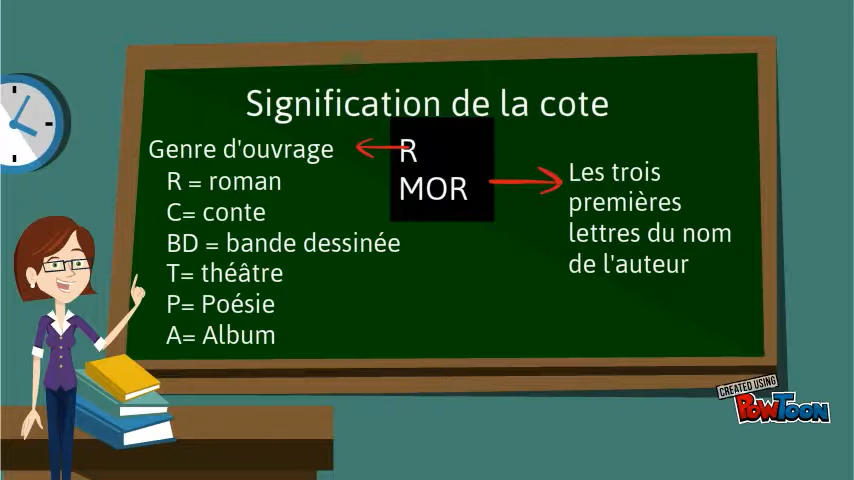 Signification de la cote
Genre d'ouvrage
R = roman
C= conte
BD = bande dessinée
T= théâtre
P= Poésie
A= Album
R
MOR
Les trois
premières
lettres du nom
de l'auteur
CREATED USING
POWTOON